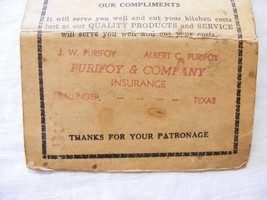 OUR COMPLIMENTS
It will serve you well and cut your kitchen costs
just as our QUALITY PRODUCTS and SERVICE
will serve you well and cut your costs.
J. W. PURIFOY ALBERT C. PURIFOY
PURIFOY & COMPANY
INSURANCE
BALLINGER, - - - - TEXAS
THANKS FOR YOUR PATRONAGE